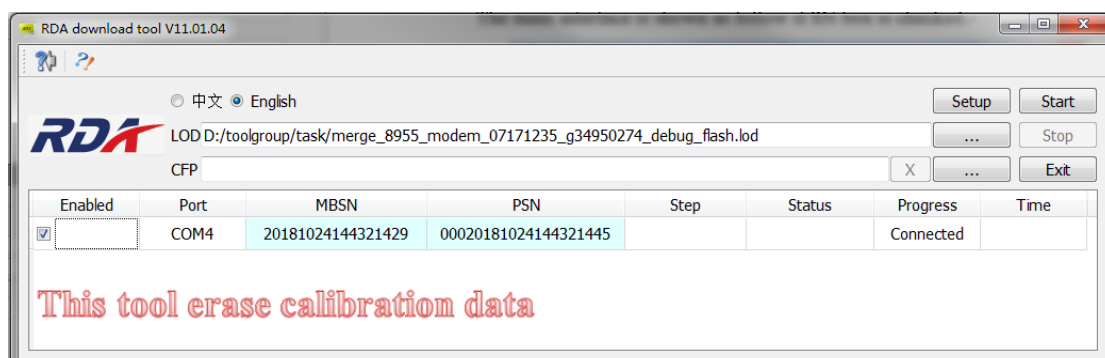 RDA download tool V11.01.04
中文 English Setup Start
RDA
LOD D:/toolgroup/task/merge_8955_modem_07171235_g34950274_debug_flash.lod ... Stop
CFP X ... Exit
Enabled Port MBSN PSN Step Status Progress Time
COM4 20181024144321429 00020181024144321445 Connected
This tool erase calibration data